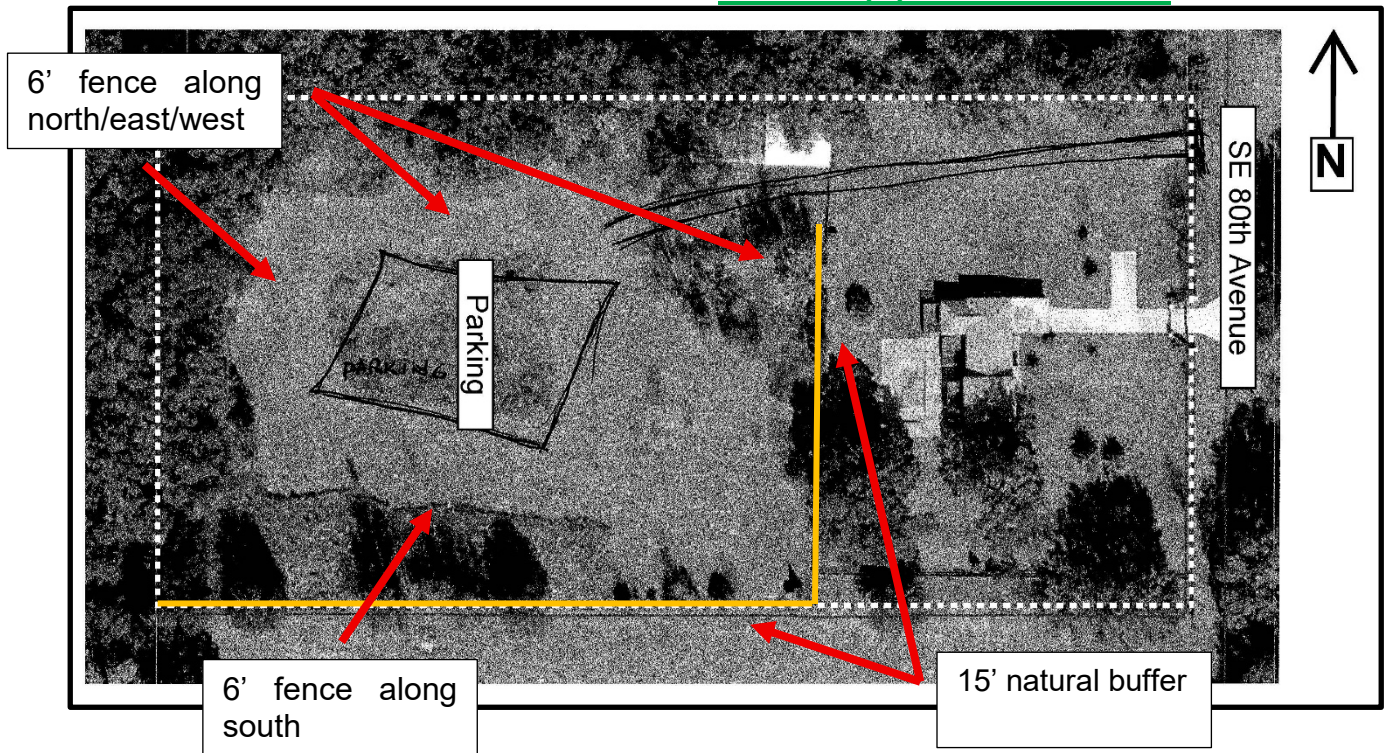 6’ fence along
north/east/west
N
SE 80th Avenue
Parking
PARKING
6’ fence along
south
15’ natural buffer